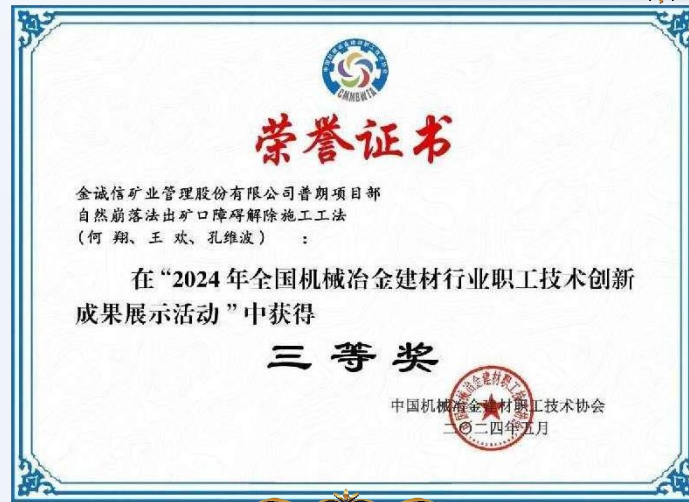 CMMBWTA
荣誉证书
金诚信矿业管理股份有限公司普朗项目部
自然崩落法出矿口障碍解除施工工法
(何 翔、王 欢、孔维波) :
在“2024年全国机械冶金建材行业职工技术创新
成果展示活动”中获得
三等奖
中国机械冶金建材职工技术协会
二〇二四年五月